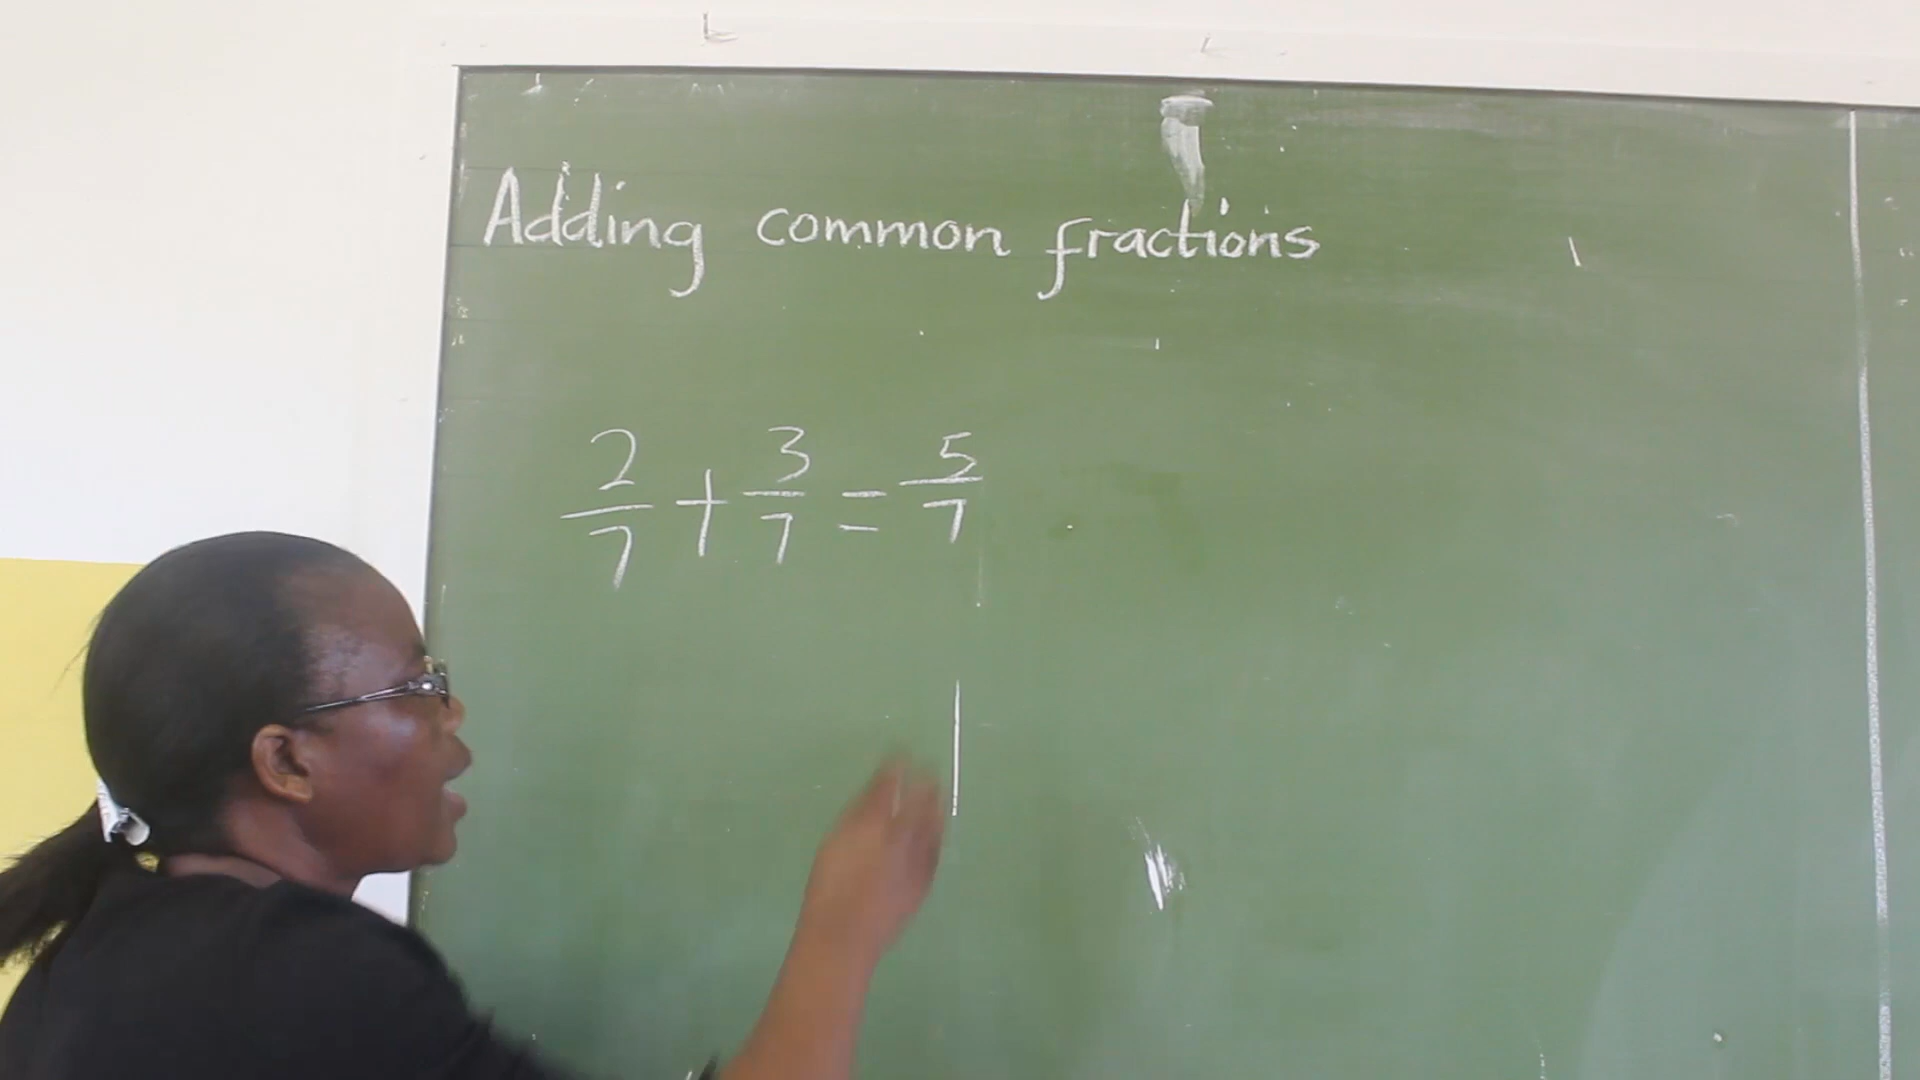 Adding common fractions
2/7 + 3/7 = 5/7